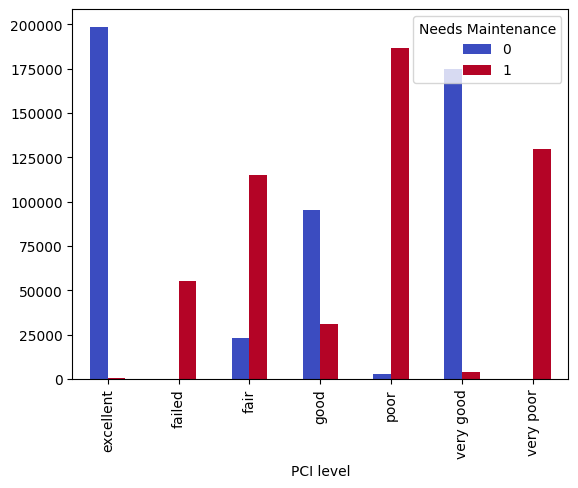 Needs Maintenance
0
1
200000
175000
150000
125000
100000
75000
50000
25000
0
excellent
failed
fair
good
poor
very good
very poor
PCI level